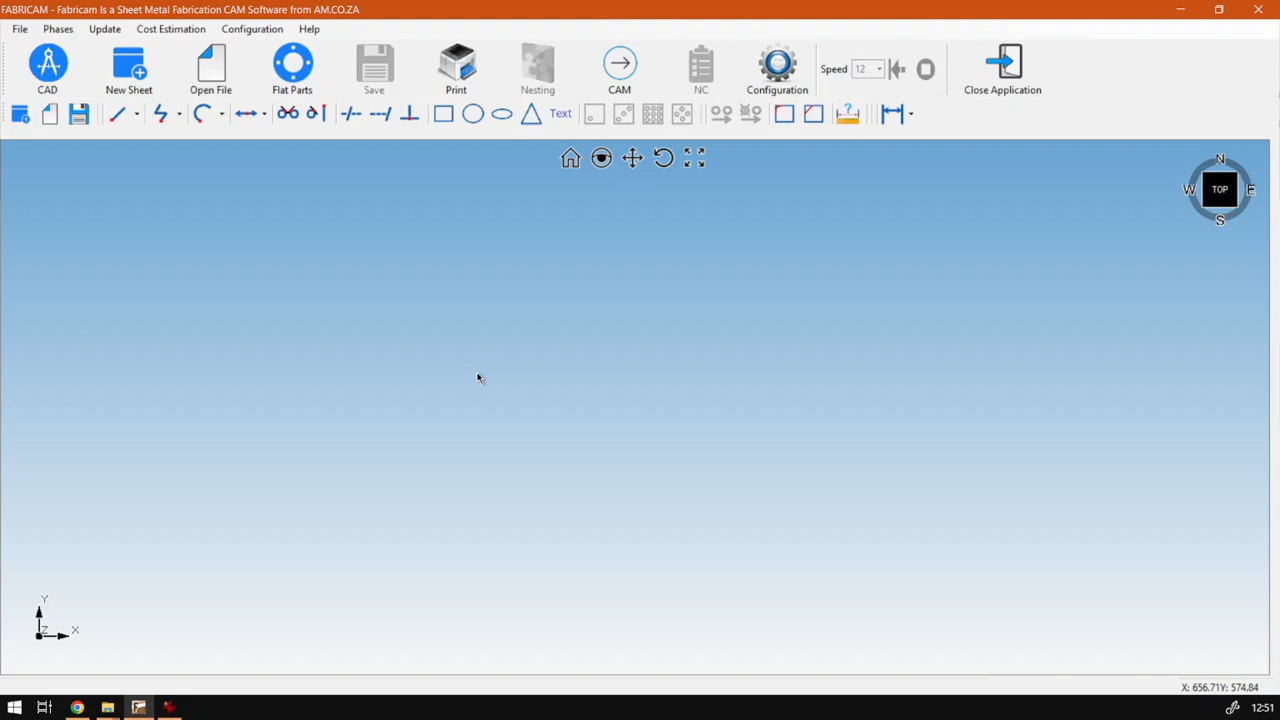 FABRICAM - Fabricam Is a Sheet Metal Fabrication CAM Software from AM.CO.ZA
File Phases Update Cost Estimation Configuration Help
CAD New Sheet Open File Flat Parts Save Print Nesting CAM NC Configuration Speed 12 Close Application
Text
N
W TOP E
S
Y
Z X
X: 656.71Y: 574.84
12:51